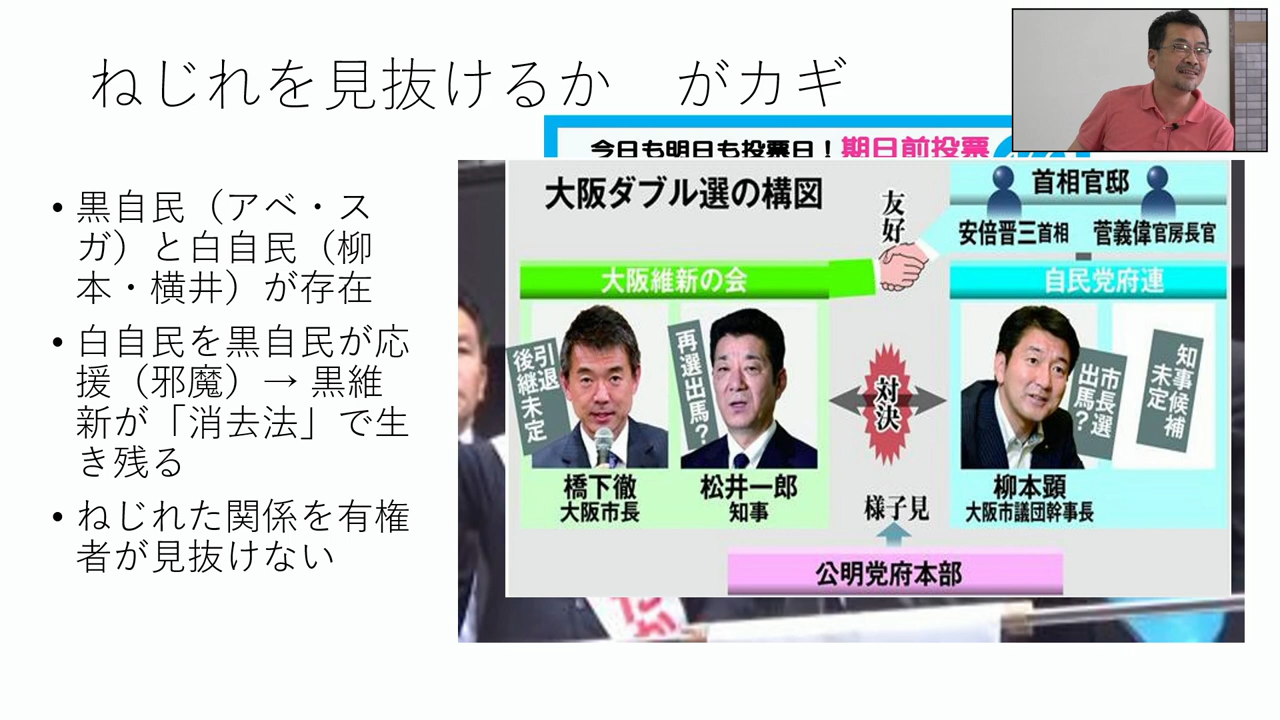 ねじれを見抜けるか　がカギ
• 黒自民（アベ・ス
ガ）と白自民（柳
本・横井）が存在
• 白自民を黒自民が応
援（邪魔）→ 黒維
新が「消去法」で生
き残る
• ねじれた関係を有権
者が見抜けない
今日も明日も投票日！期日前投票
大阪ダブル選の構図
友好
首相官邸
安倍晋三首相
菅義偉官房長官
大阪維新の会
自民党府連
引退
後継未定
再選出馬？
対決
市長選
出馬？
知事候補
未定
橋下徹
大阪市長
松井一郎
知事
様子見
柳本顕
大阪市議団幹事長
公明党府本部